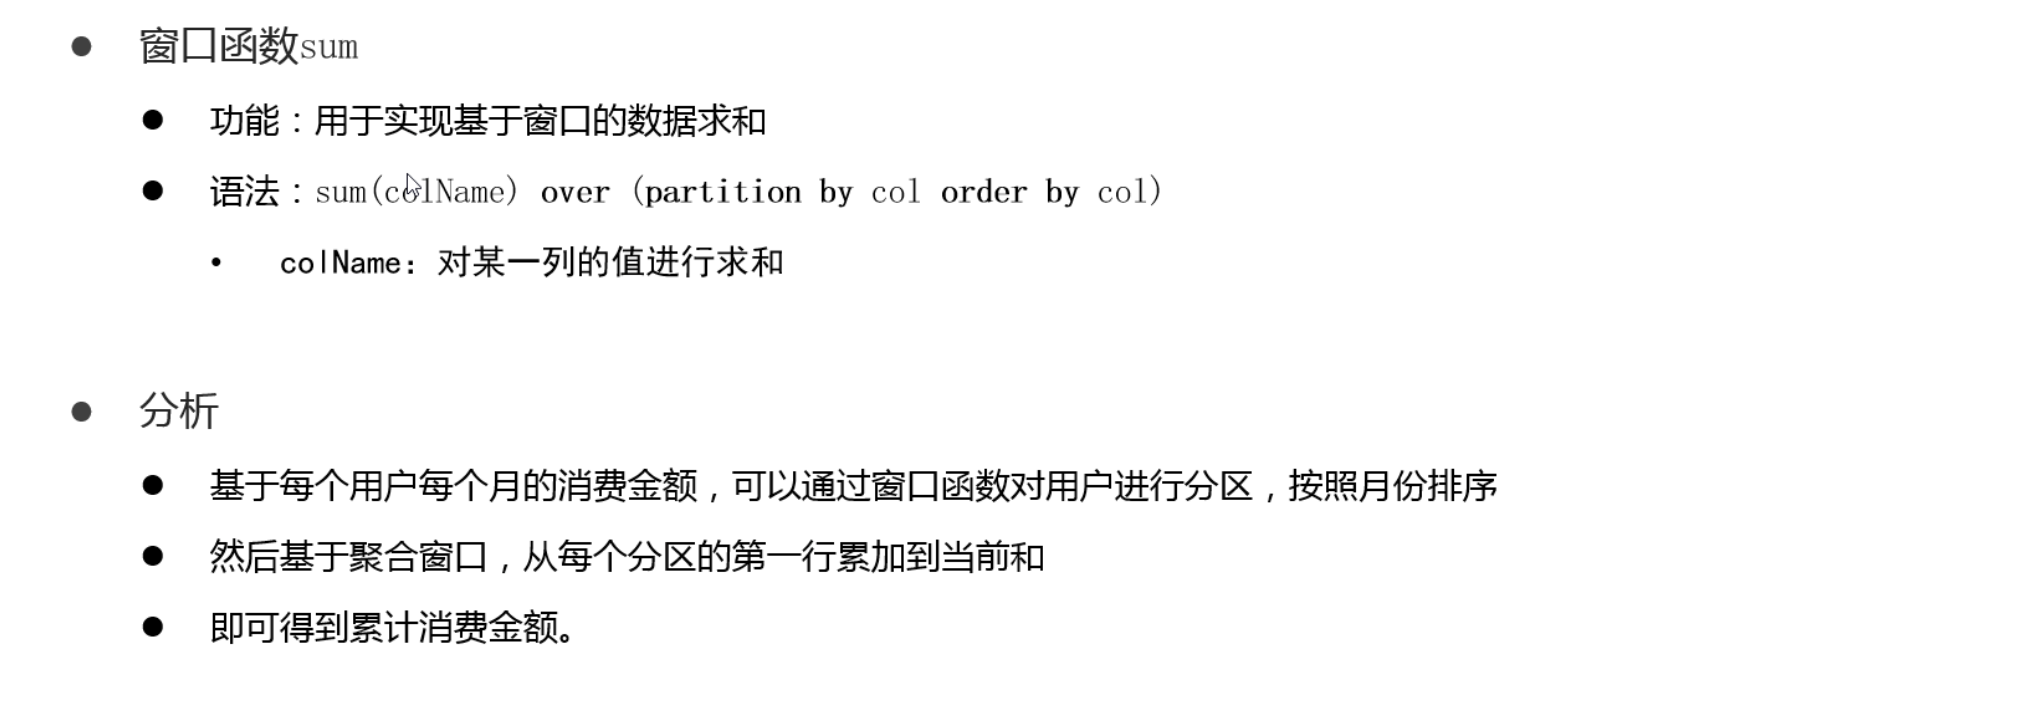 窗口函数sum
功能：用于实现基于窗口的数据求和
语法：sum(colName) over (partition by col order by col)
colName：对某一列的值进行求和
分析
基于每个用户每个月的消费金额，可以通过窗口函数对用户进行分区，按照月份排序
然后基于聚合窗口，从每个分区的第一行累加到当前和
即可得到累计消费金额。